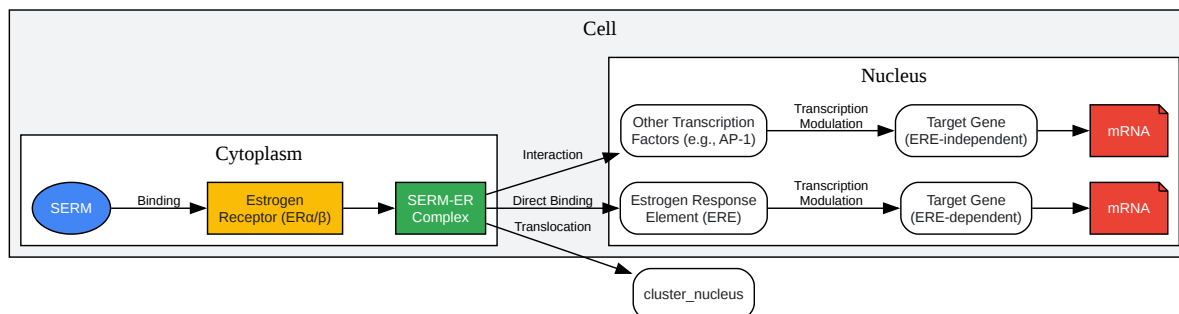 Cell
Nucleus
Other Transcription
Factors (e.g., AP-1)
Transcription
Modulation
Target Gene
(ERE-independent)
mRNA
Cytoplasm
Interaction
SERM
Binding
Estrogen
Receptor (ERα/β)
SERM-ER
Complex
Direct Binding
Estrogen Response
Element (ERE)
Transcription
Modulation
Target Gene
(ERE-dependent)
mRNA
Translocation
cluster_nucleus